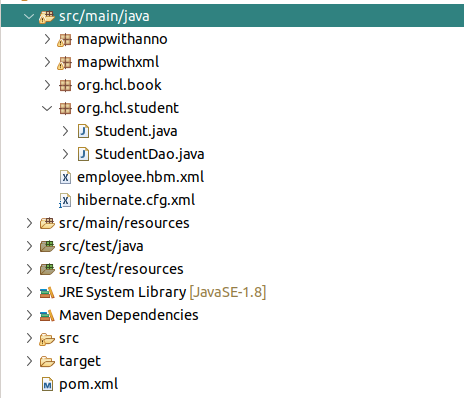 src/main/java
mapwithanno
mapwithxml
org.hcl.book
org.hcl.student
Student.java
StudentDao.java
employee.hbm.xml
hibernate.cfg.xml
src/main/resources
src/test/java
src/test/resources
JRE System Library [JavaSE-1.8]
Maven Dependencies
src
target
pom.xml